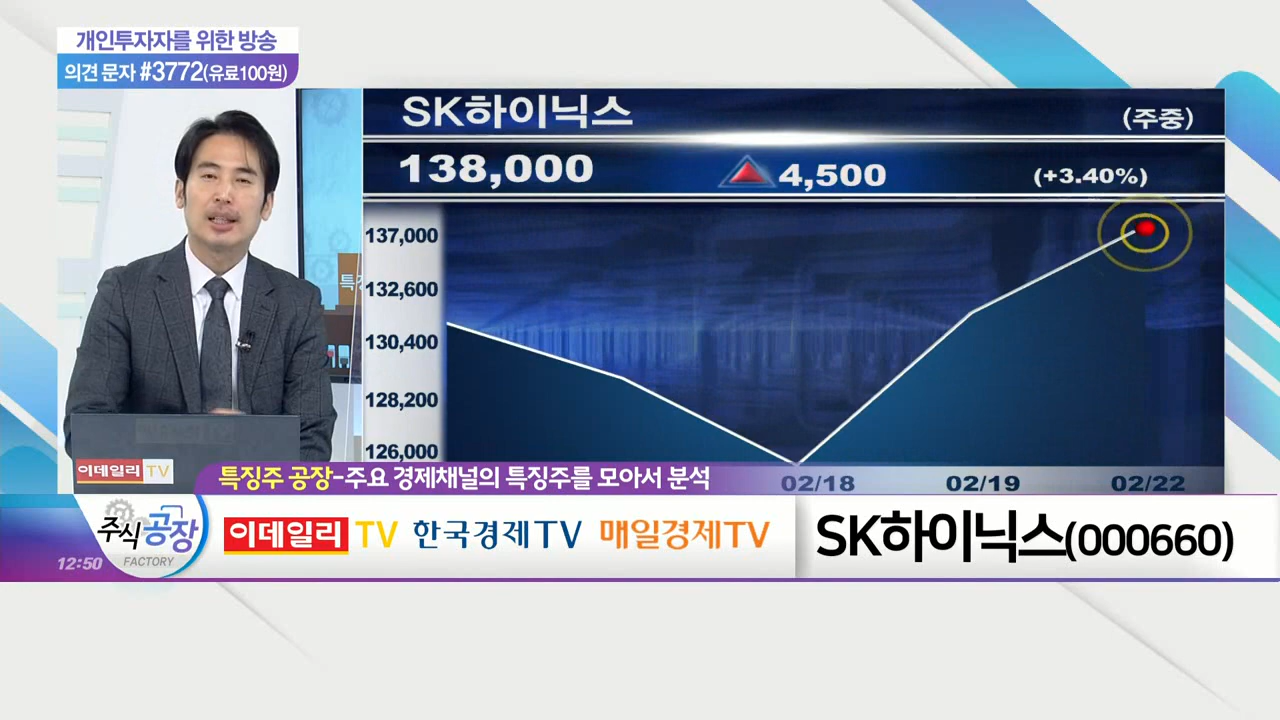 개인투자자를 위한 방송
의견 문자 #3772(유료100원)
SK하이닉스 (주중)
138,000 4,500 (+3.40%)
137,000
132,600
130,400
128,200
126,000
02/18 02/19 02/22
특징
이데일리 TV
특징주 공장-주요 경제채널의 특징주를 모아서 분석
주식공장
FACTORY
12:50
이데일리 TV 한국경제TV 매일경제TV
SK하이닉스(000660)